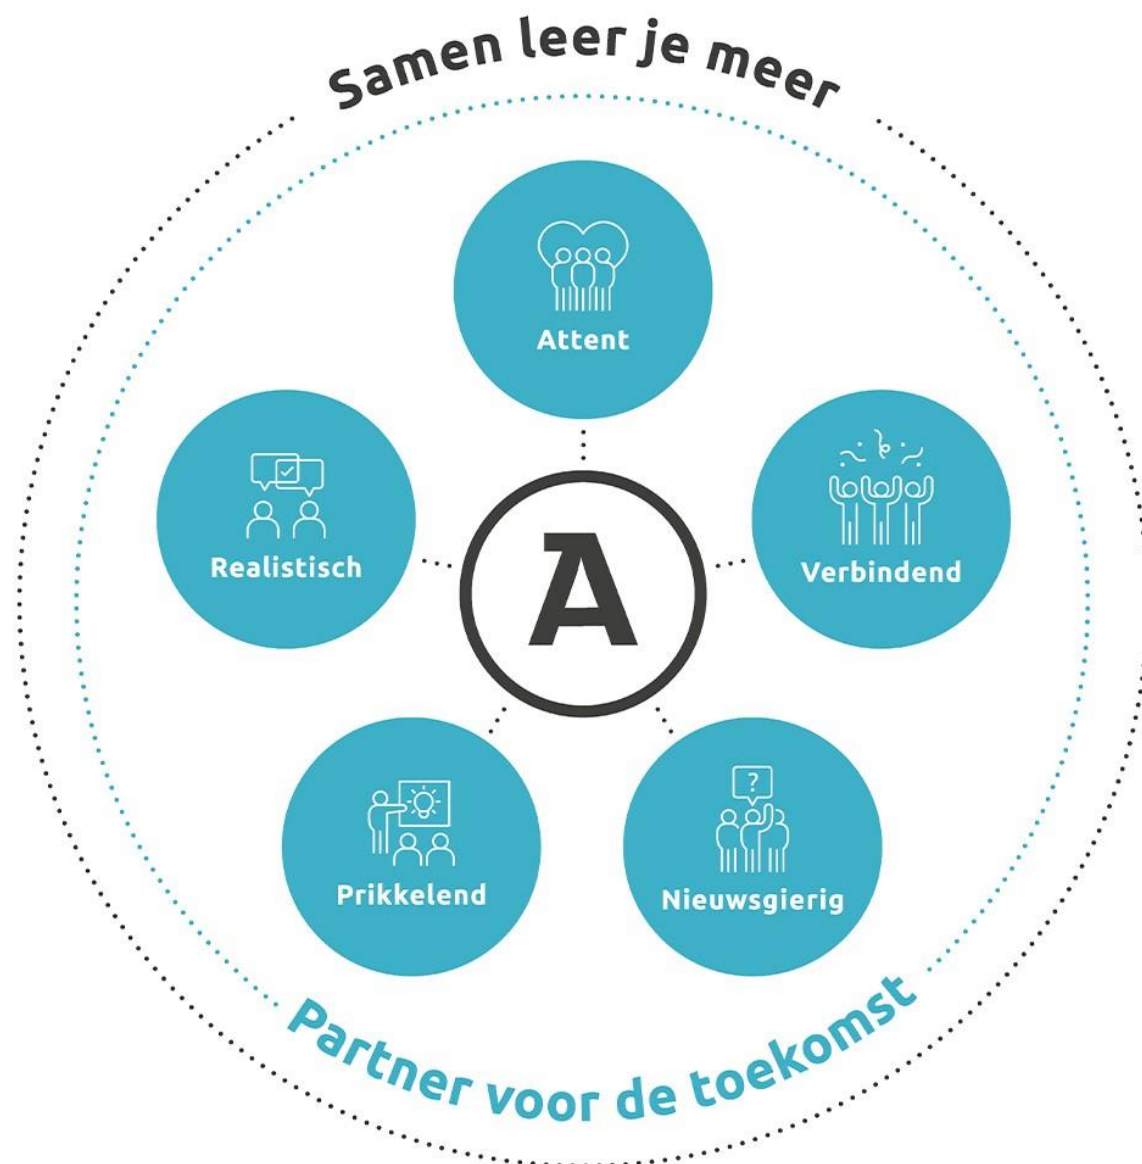 Samen leer je meer
Attent
Realistisch
Verbindend
A
Prikkelend
?
Nieuwsgierig
Partner voor de toekomst